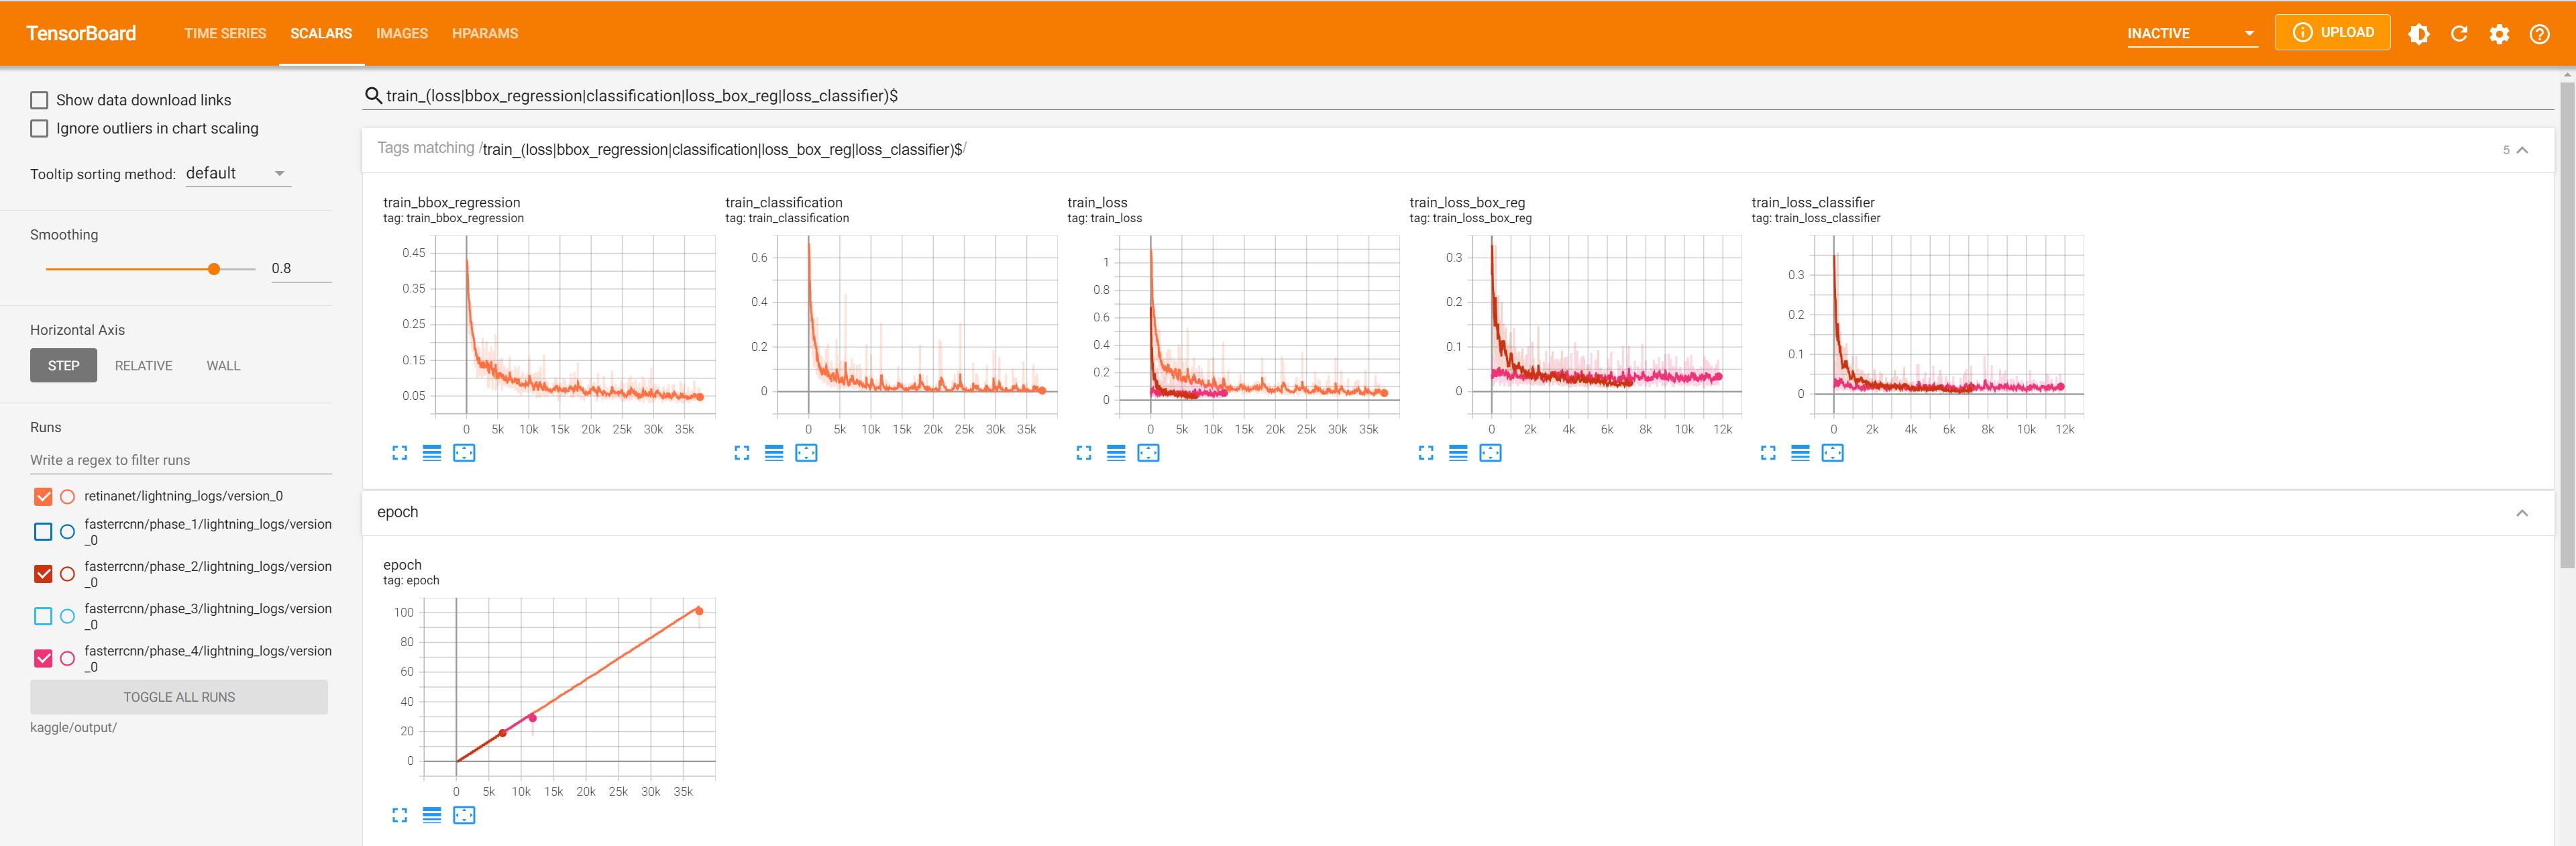 TensorBoard TIME SERIES SCALARS IMAGES HPARAMS INACTIVE UPLOAD
Show data download links
Ignore outliers in chart scaling
Tooltip sorting method: default
Smoothing
0.8
Horizontal Axis
STEP RELATIVE WALL
Runs
Write a regex to filter runs
retinanet/lightning_logs/version_0
fasterrcnn/phase_1/lightning_logs/version
_0
fasterrcnn/phase_2/lightning_logs/version
_0
fasterrcnn/phase_3/lightning_logs/version
_0
fasterrcnn/phase_4/lightning_logs/version
_0
TOGGLE ALL RUNS
kaggle/output/
train_(loss|bbox_regression|classification|loss_box_reg|loss_classifier)$
Tags matching /train_(loss|bbox_regression|classification|loss_box_reg|loss_classifier)$/ 5
train_bbox_regression
tag: train_bbox_regression
0.45
0.35
0.25
0.15
0.05
0 5k 10k 15k 20k 25k 30k 35k
train_classification
tag: train_classification
0.6
0.4
0.2
0
0 5k 10k 15k 20k 25k 30k 35k
train_loss
tag: train_loss
1
0.8
0.6
0.4
0.2
0
0 5k 10k 15k 20k 25k 30k 35k
train_loss_box_reg
tag: train_loss_box_reg
0.3
0.2
0.1
0
0 2k 4k 6k 8k 10k 12k
train_loss_classifier
tag: train_loss_classifier
0.3
0.2
0.1
0
0 2k 4k 6k 8k 10k 12k
epoch
epoch
tag: epoch
100
80
60
40
20
0
0 5k 10k 15k 20k 25k 30k 35k